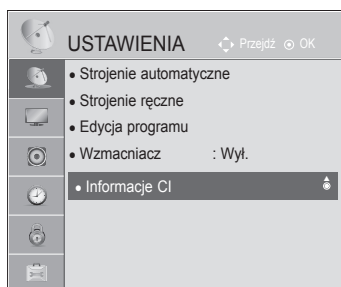 USTAWIENIA Przejdź OK
• Strojenie automatyczne
• Strojenie ręczne
• Edycja programu
• Wzmacniacz : Wył.
• Informacje CI